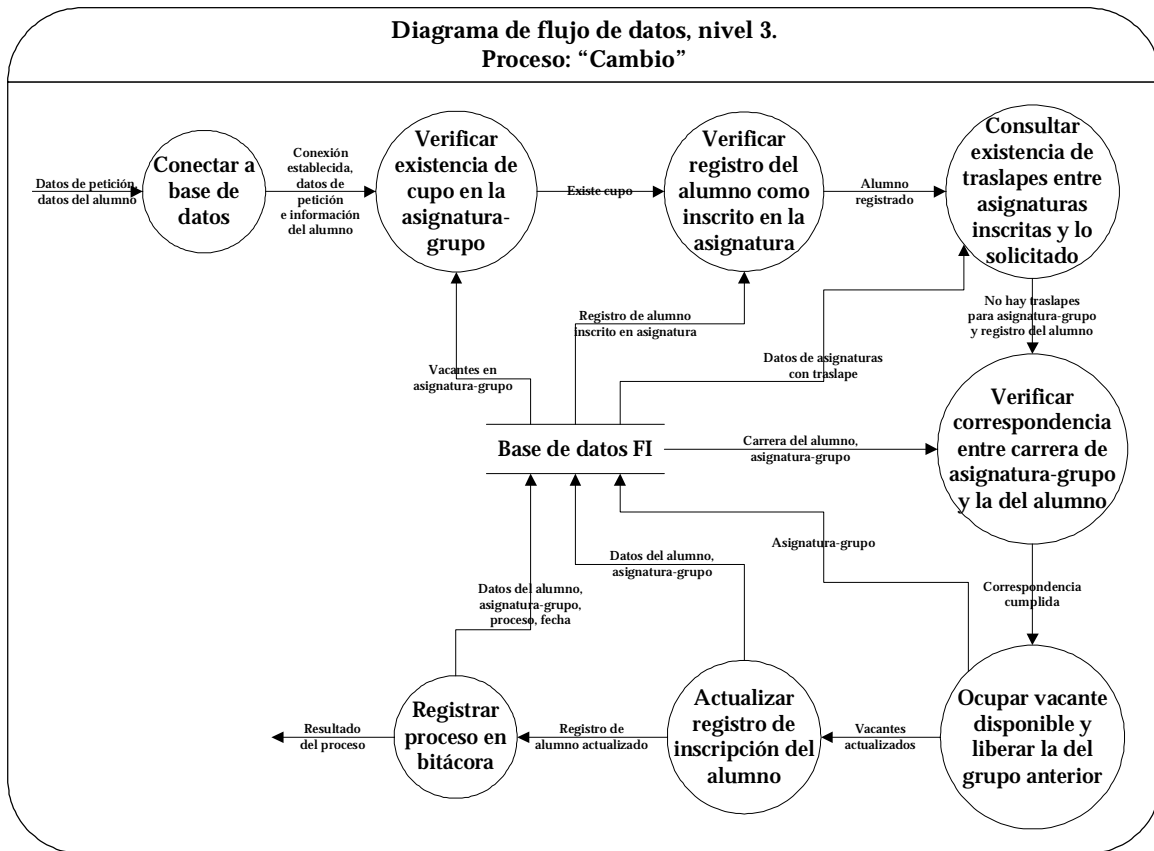 Diagrama de flujo de datos, nivel 3.
Proceso: “Cambio”
Datos de petición,
datos del alumno
Conectar a
base de
datos
Conexión
establecida,
datos de
petición
e información
del alumno
Verificar
existencia de
cupo en la
asignatura-
grupo
Existe cupo
Verificar
registro del
alumno como
inscrito en la
asignatura
Alumno
registrado
Consultar
existencia de
traslapes entre
asignaturas
inscritas y lo
solicitado
No hay traslapes
para asignatura-grupo
y registro del alumno
Registro de alumno
inscrito en asignatura
Vacantes en
asignatura-grupo
Datos de asignaturas
con traslape
Base de datos FI
Carrera del alumno,
asignatura-grupo
Verificar
correspondencia
entre carrera de
asignatura-grupo
y la del alumno
Asignatura-grupo
Datos del alumno,
asignatura-grupo
Datos del alumno,
asignatura-grupo,
proceso, fecha
Correspondencia
cumplida
Ocupar vacante
disponible y
liberar la del
grupo anterior
Vacantes
actualizados
Actualizar
registro de
inscripción del
alumno
Registro de
alumno actualizado
Registrar
proceso en
bitácora
Resultado
del proceso